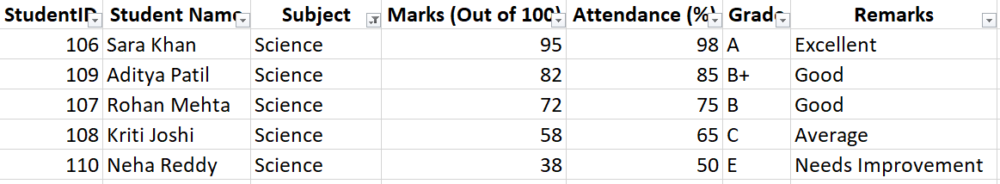 StudentID Student Name Subject Marks (Out of 100) Attendance (%) Grade Remarks
106 Sara Khan Science 95 98 A Excellent
109 Aditya Patil Science 82 85 B+ Good
107 Rohan Mehta Science 72 75 B Good
108 Kriti Joshi Science 58 65 C Average
110 Neha Reddy Science 38 50 E Needs Improvement